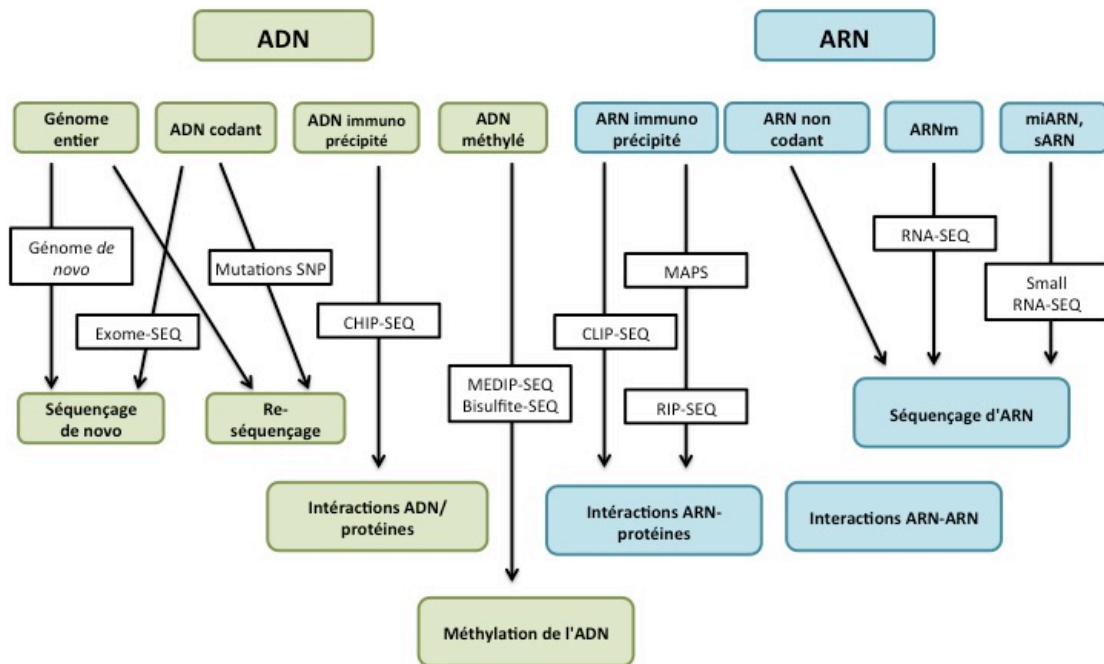 ADN
ARN
Génome
entier
ADN codant
ADN immuno
précipité
ADN
méthylé
ARN immuno
précipité
ARN non
codant
ARNm
miARN,
sARN
Génome de
novo
Mutations SNP
Exome-SEQ
CHIP-SEQ
MEDIP-SEQ
Bisulfite-SEQ
CLIP-SEQ
MAPS
RIP-SEQ
RNA-SEQ
Small
RNA-SEQ
Séquençage
de novo
Re-
séquençage
Séquençage d'ARN
Intéractions ADN/
protéines
Intéractions ARN-
protéines
Interactions ARN-ARN
Méthylation de l'ADN